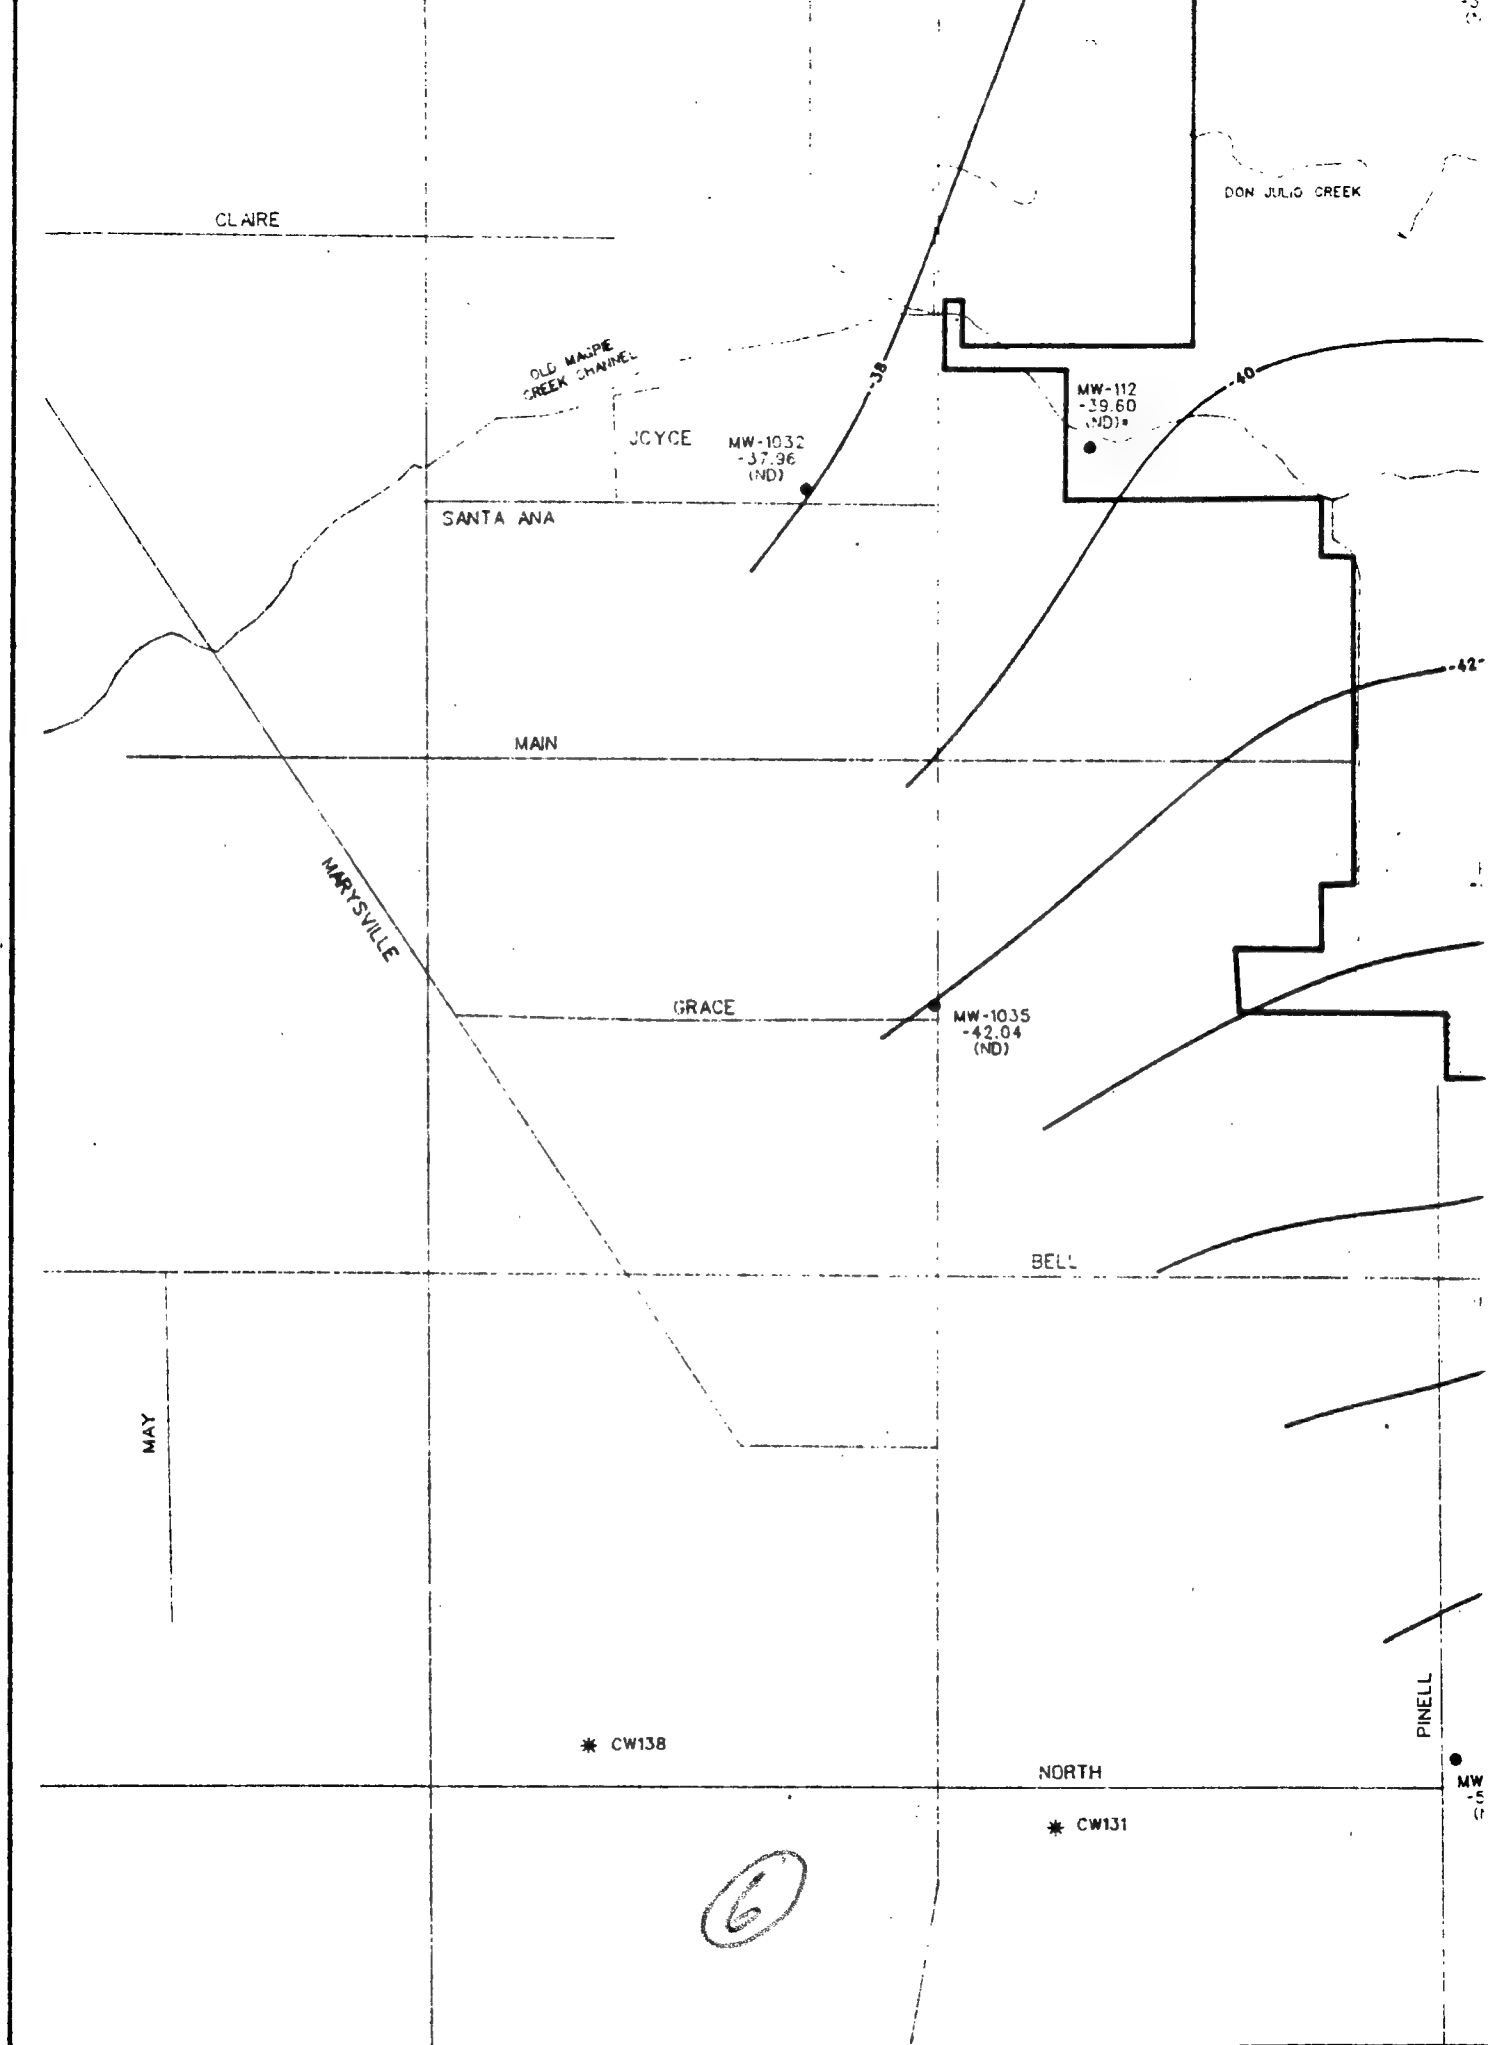 DON JULIO CREEK
CLAIRE
OLD MAGPIE
CREEK CHANNEL
-38
-40
MW-112
-39.60
(ND)*
JOYCE
MW-1032
-37.96
(ND)
SANTA ANA
-42-
MAIN
MARYSVILLE
GRACE
MW-1035
-42.04
(ND)
BELL
MAY
PINELL
CW138
NORTH
MW
CW131
6